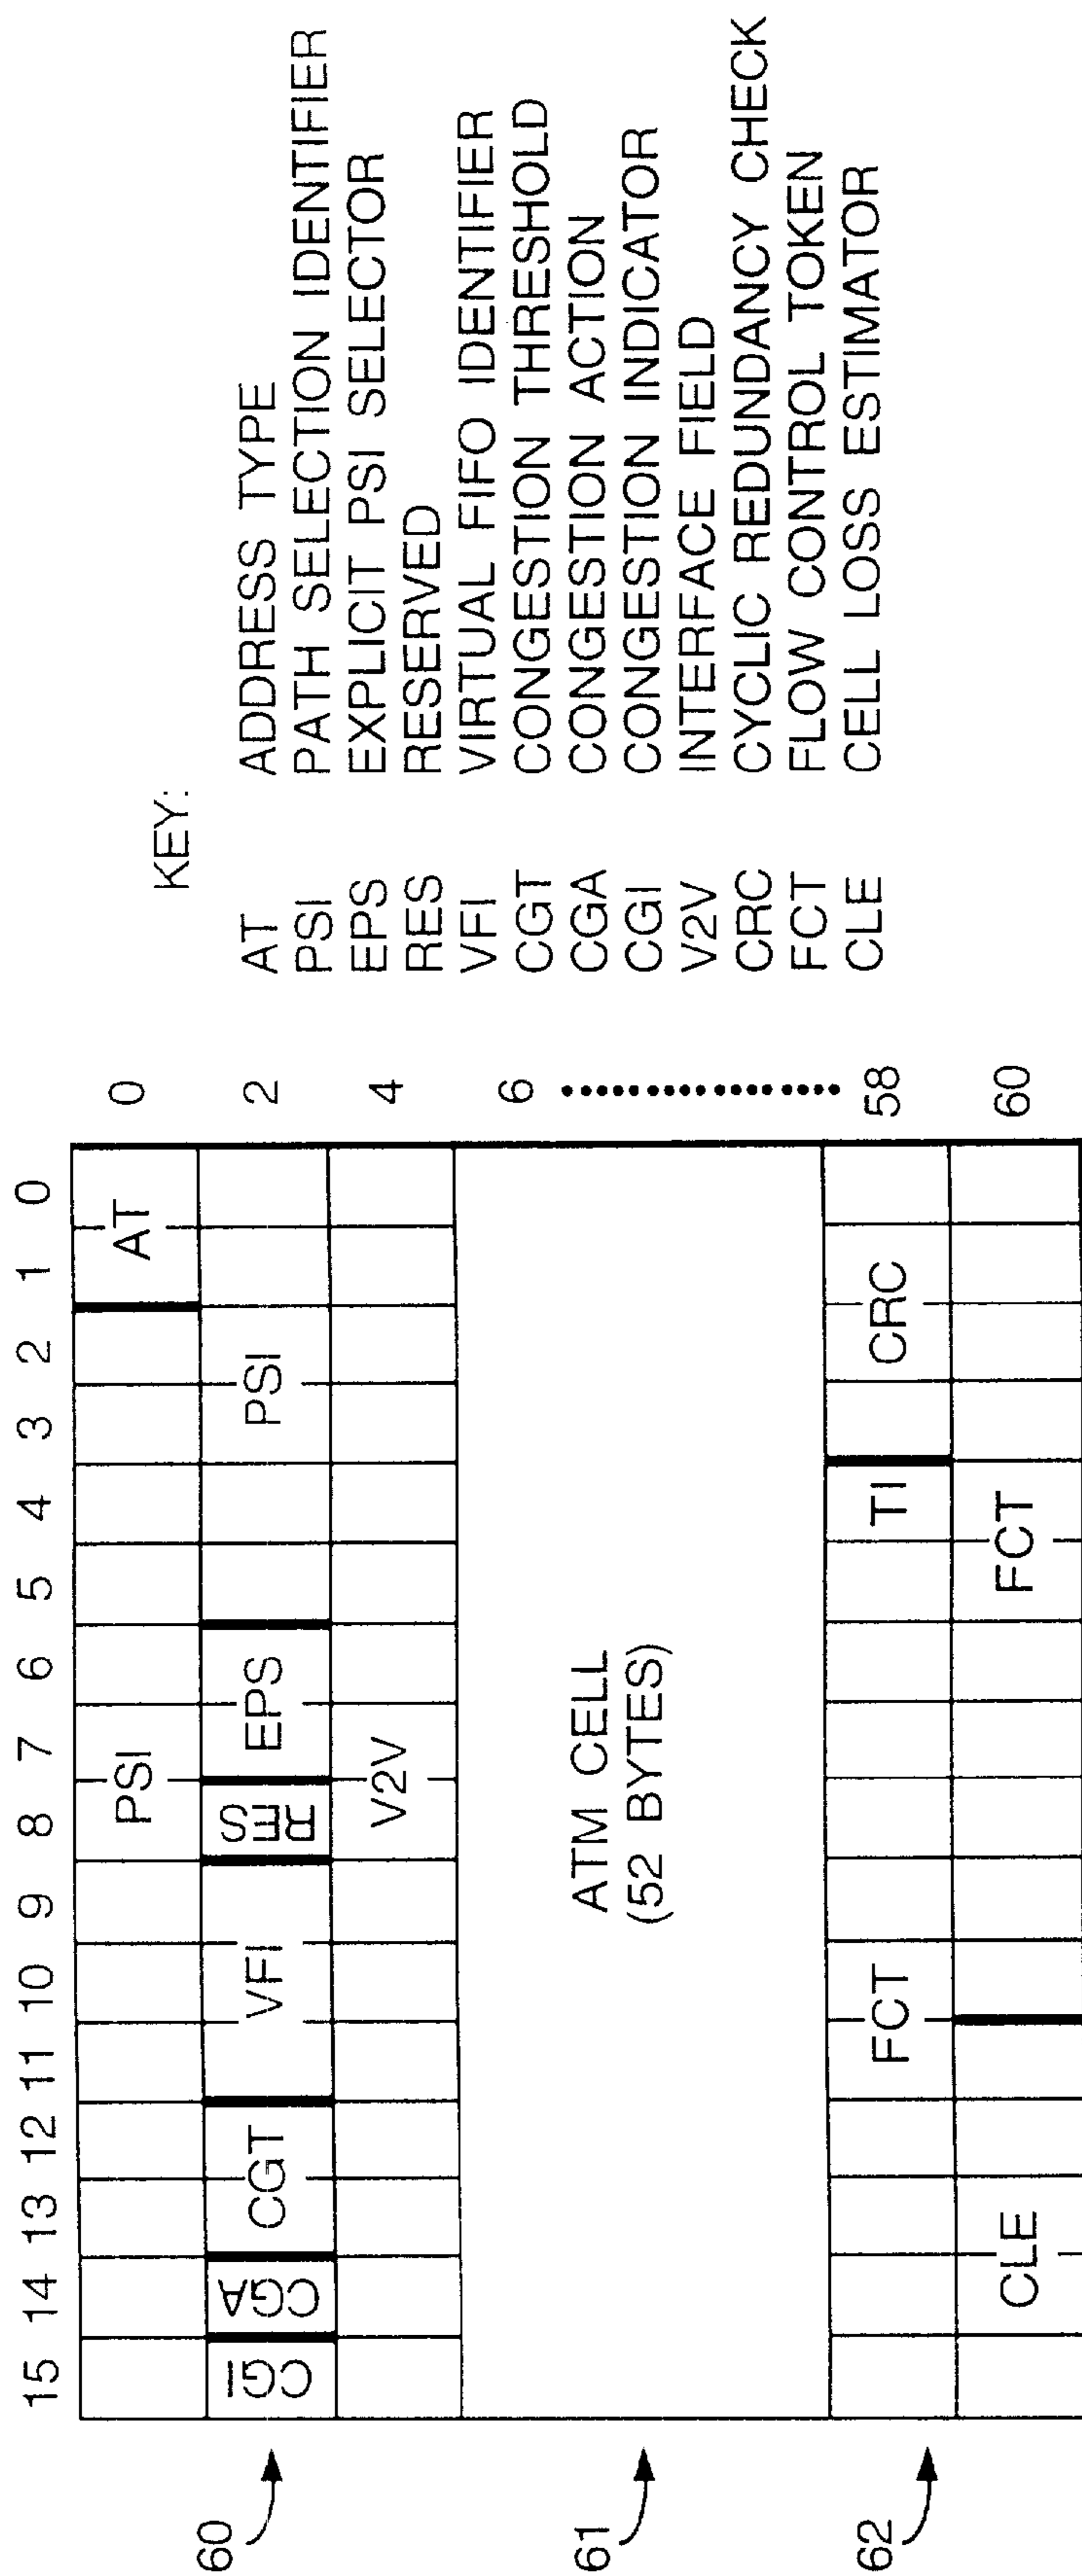 15 14 13 12 11 10 9 8 7 6 5 4 3 2 1 0
PSI AT 0
60 CGI CGA CGT VFI RES EPS PSI 2
V2V 4
6
61 ATM CELL
(52 BYTES)
FCT TI CRC 58
62 CLE FCT 60
KEY:
AT ADDRESS TYPE
PSI PATH SELECTION IDENTIFIER
EPS EXPLICIT PSI SELECTOR
RES RESERVED
VFI VIRTUAL FIFO IDENTIFIER
CGT CONGESTION THRESHOLD
CGA CONGESTION ACTION
CGI CONGESTION INDICATOR
V2V INTERFACE FIELD
CRC CYCLIC REDUNDANCY CHECK
FCT FLOW CONTROL TOKEN
CLE CELL LOSS ESTIMATOR